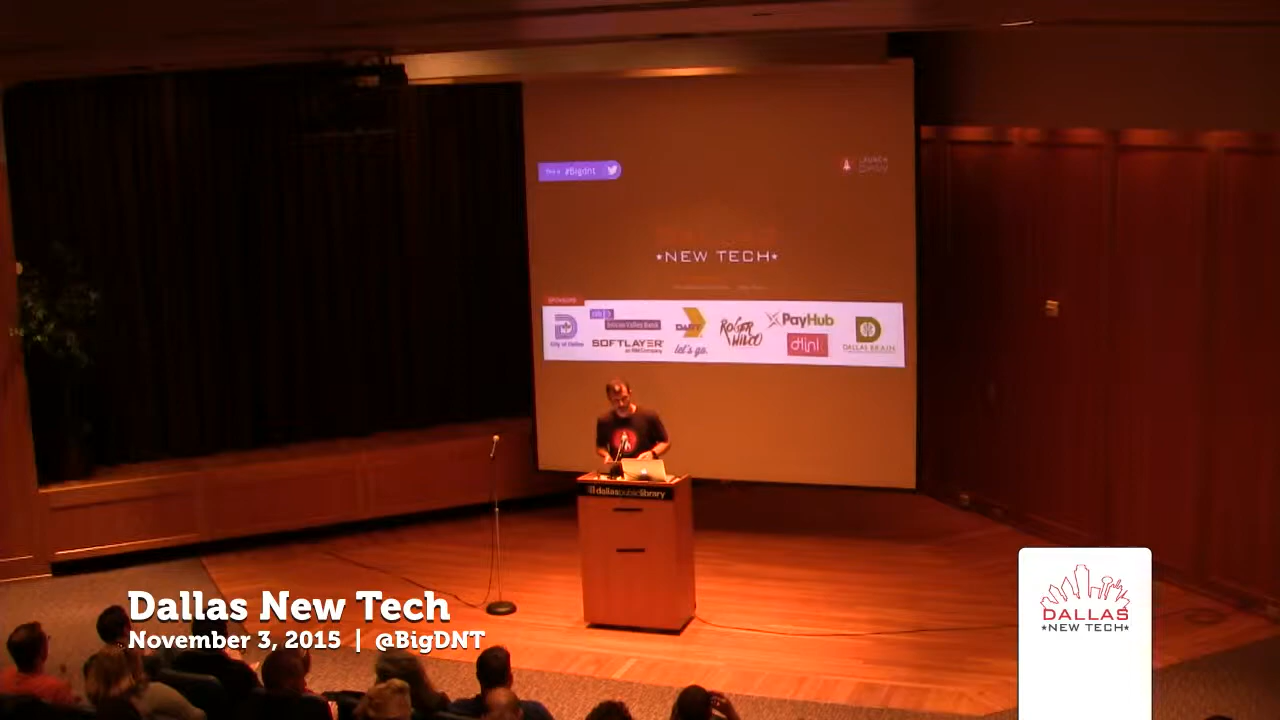 #Bigdnt
LAUNCH
★NEW TECH★
SPONSORS
City of Dallas
Silicon Valley Bank
SOFTLAYER
an IBM Company
DART
let's go.
ROGER
WILCO
PayHub
DALLAS BRAIN
dallaspubliclibrary
Dallas New Tech
November 3, 2015 | @BigDNT
DALLAS
★NEW TECH★